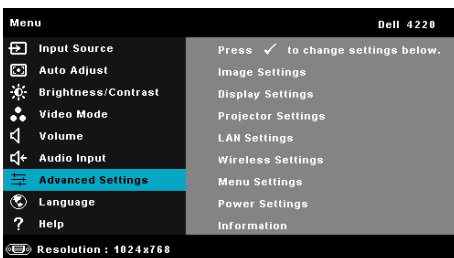 Menu Dell 4220
Input Source
Auto Adjust
Brightness/Contrast
Video Mode
Volume
Audio Input
Advanced Settings
Language
? Help
Press ✓ to change settings below.
Image Settings
Display Settings
Projector Settings
LAN Settings
Wireless Settings
Menu Settings
Power Settings
Information
Resolution : 1024x768